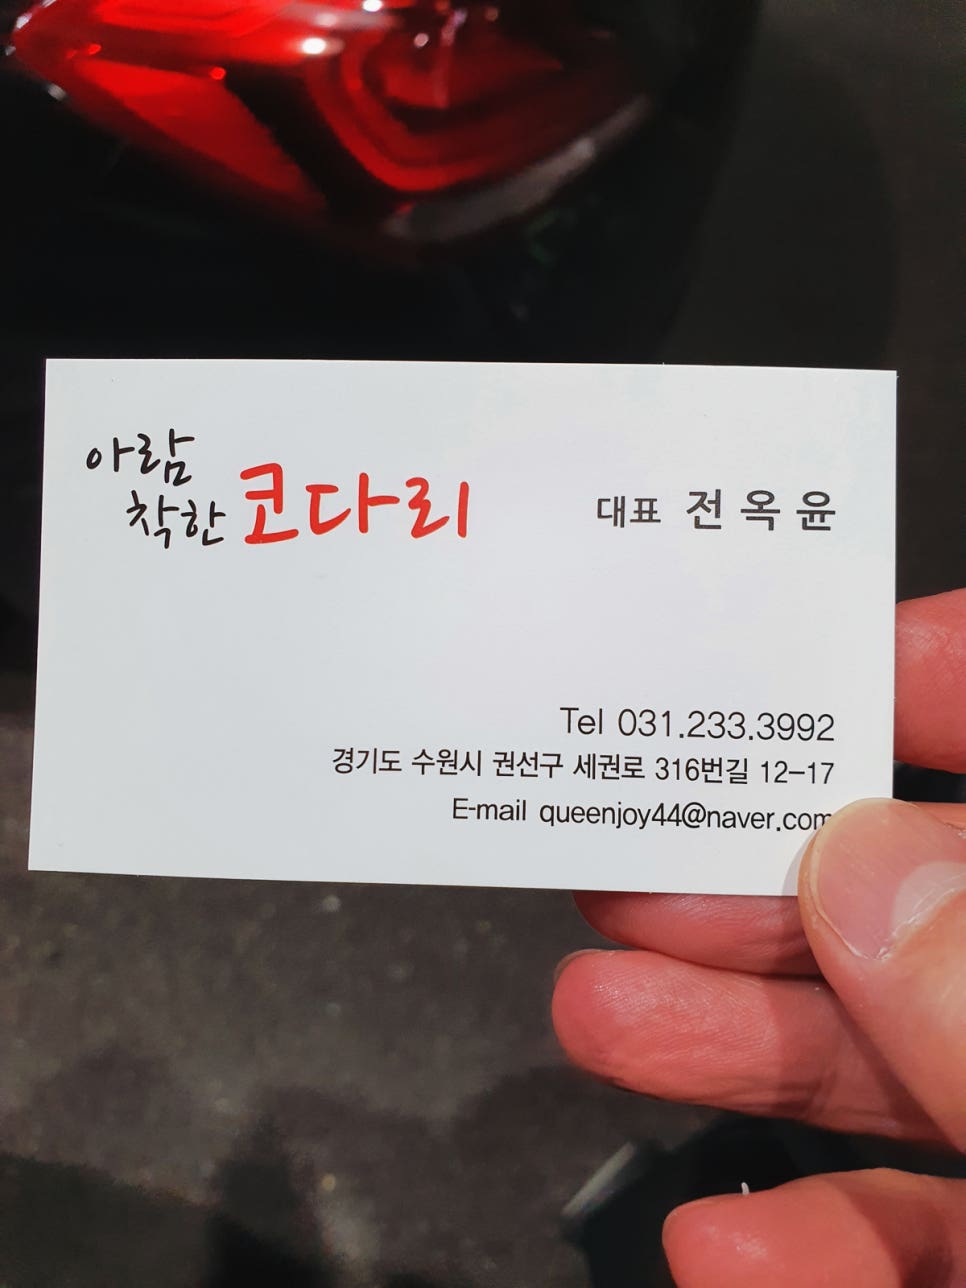 아람
착한 코다리
대표 전옥윤
Tel 031.233.3992
경기도 수원시 권선구 세권로 316번길 12-17
E-mail queenjoy44@naver.com